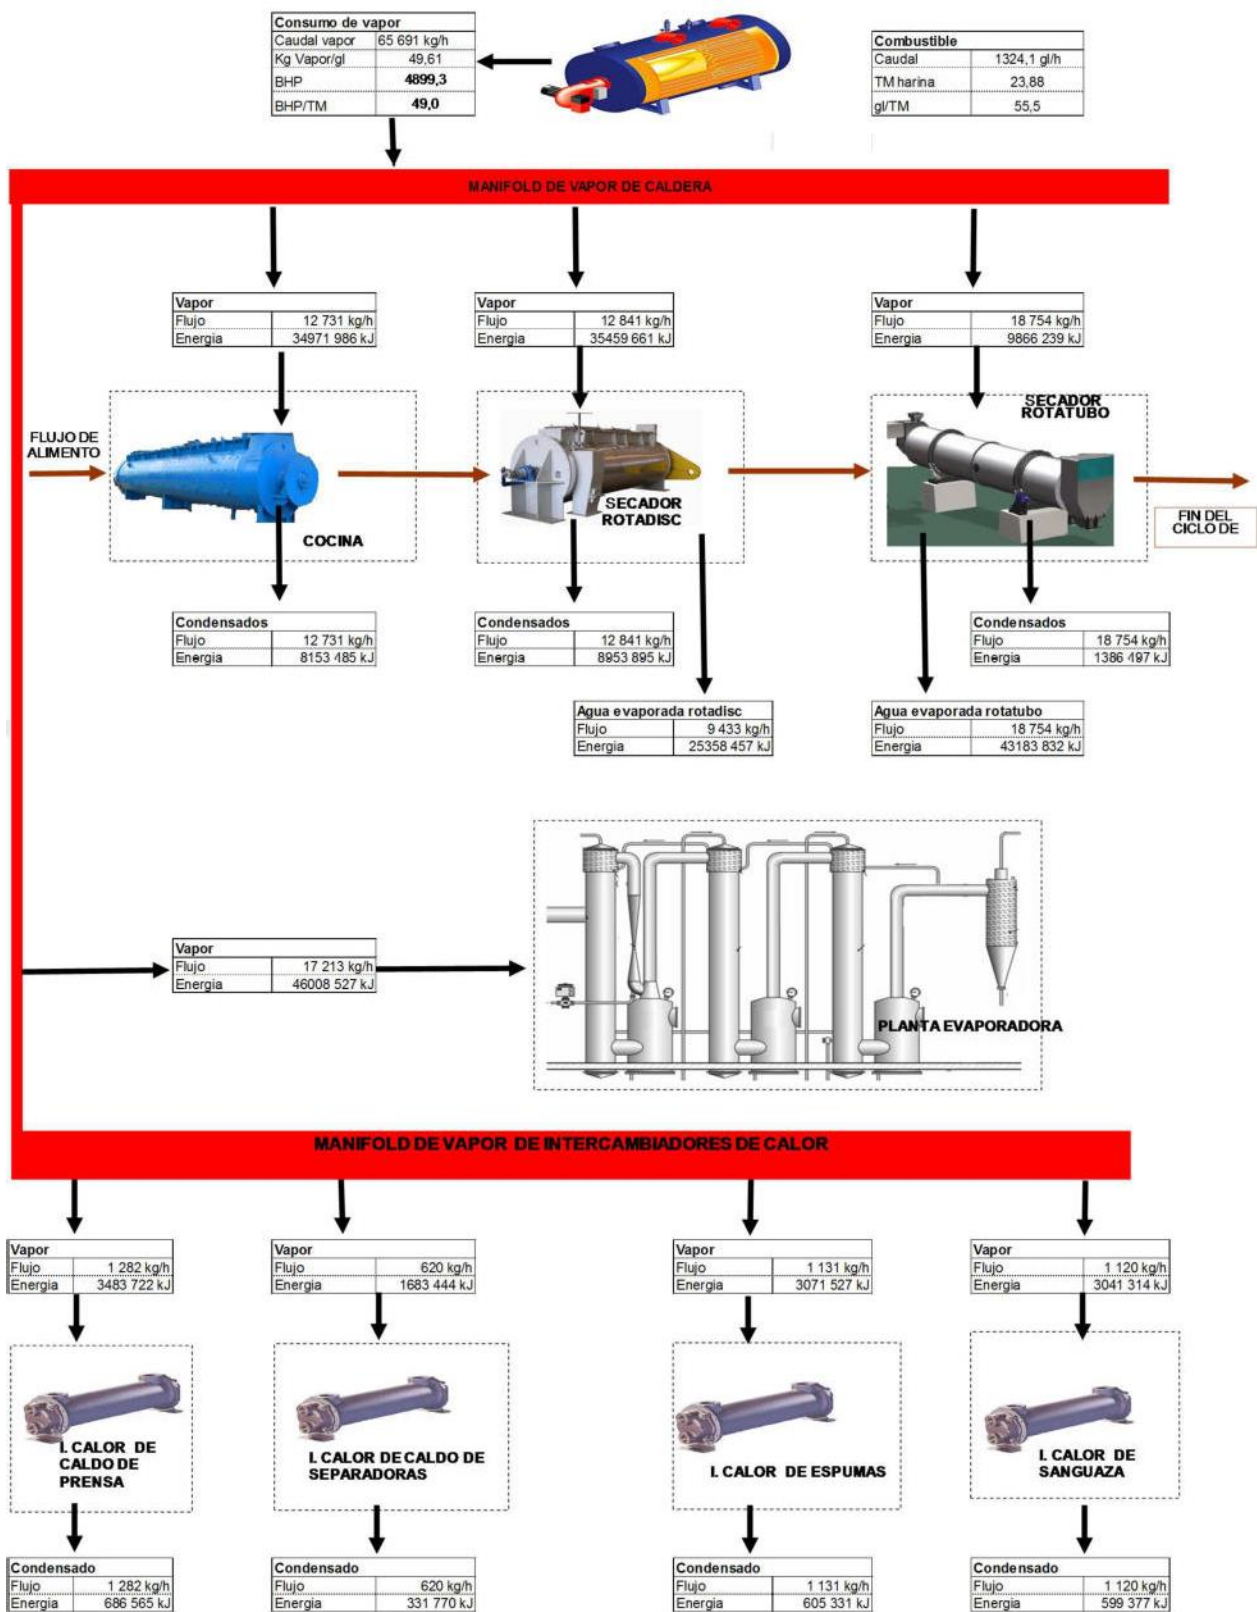 Consumo de vapor
Caudal vapor 65 691 kg/h
Kg Vapor/gl 49,61
BHP 4899,3
BHP/TM 49,0
Combustible
Caudal 1324,1 gl/h
TM harina 23,88
gl/TM 55,5
MANIFOLD DE VAPOR DE CALDERA
Vapor
Flujo 12 731 kg/h
Energia 34971 986 kJ
Vapor
Flujo 12 841 kg/h
Energia 35459 661 kJ
Vapor
Flujo 18 754 kg/h
Energia 9866 239 kJ
FLUJO DE
ALIMENTO
COCINA
SECADOR
ROTADISC
SECADOR
ROTATUBO
FIN DEL
CICLO DE
Condensados
Flujo 12 731 kg/h
Energia 8153 485 kJ
Condensados
Flujo 12 841 kg/h
Energia 8953 895 kJ
Condensados
Flujo 18 754 kg/h
Energia 1386 497 kJ
Agua evaporada rotadisc
Flujo 9 433 kg/h
Energia 25358 457 kJ
Agua evaporada rotatubo
Flujo 18 754 kg/h
Energia 43183 832 kJ
Vapor
Flujo 17 213 kg/h
Energia 46008 527 kJ
PLANTA EVAPORADORA
MANIFOLD DE VAPOR DE INTERCAMBIADORES DE CALOR
Vapor
Flujo 1 282 kg/h
Energia 3483 722 kJ
Vapor
Flujo 620 kg/h
Energia 1683 444 kJ
Vapor
Flujo 1 131 kg/h
Energia 3071 527 kJ
Vapor
Flujo 1 120 kg/h
Energia 3041 314 kJ
I. CALOR DE
CALDO DE
PRENSA
I. CALOR DE CALDO DE
SEPARADORAS
I. CALOR DE ESPUMAS
I. CALOR DE
SANGUAZA
Condensado
Flujo 1 282 kg/h
Energia 686 565 kJ
Condensado
Flujo 620 kg/h
Energia 331 770 kJ
Condensado
Flujo 1 131 kg/h
Energia 605 331 kJ
Condensado
Flujo 1 120 kg/h
Energia 599 377 kJ